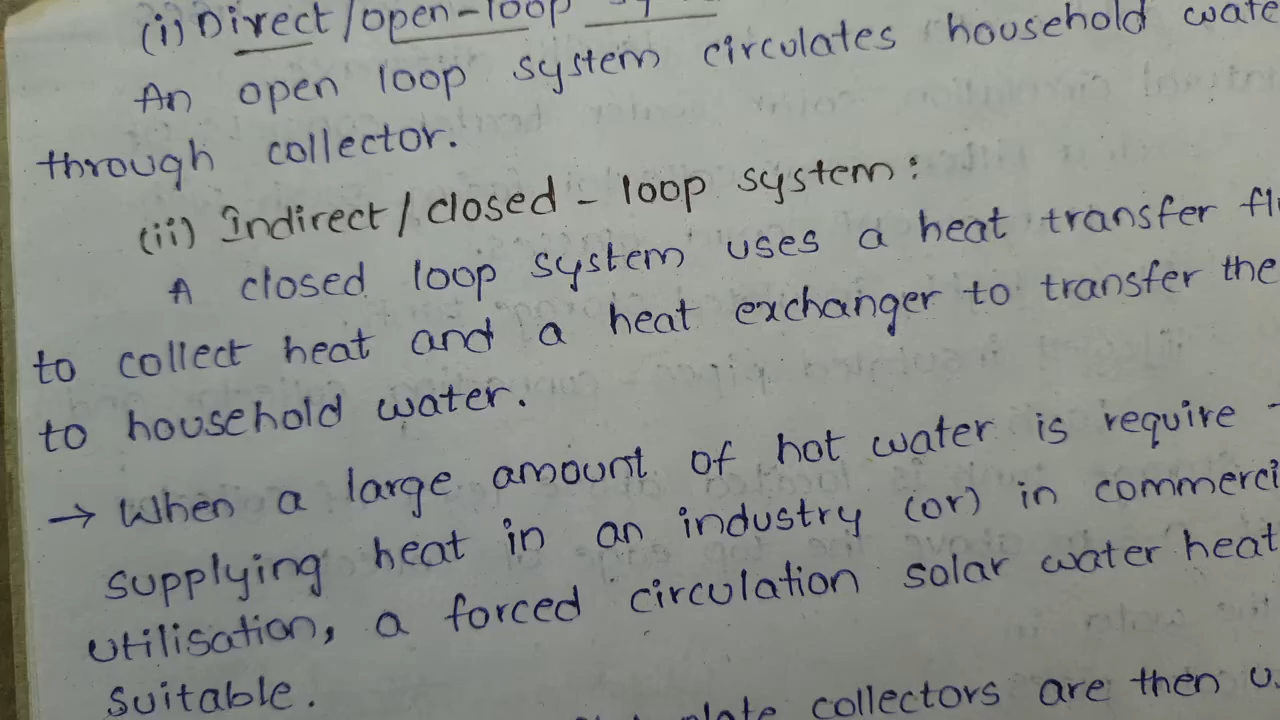 (i) Direct/open-loop
An open loop system circulates household wate
through collector.
(ii) Indirect/closed - loop system:
A closed loop system uses a heat transfer fl
to collect heat and a heat exchanger to transfer the
to household water.
→ When a large amount of hot water is require
supplying heat in an industry (or) in commerci
utilisation, a forced circulation solar water heat
suitable.
plate collectors are then u